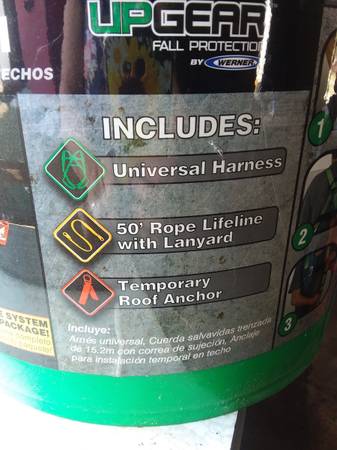 UPGEAR
FALL PROTECTION
BY WERNER
ECHOS
INCLUDES:
Universal Harness
50' Rope Lifeline
with Lanyard
Temporary
Roof Anchor
Incluye:
Arnés universal, Cuerda salvavidas trenzada
de 15.2m con correa de sujeción, Anclaje
para instalación temporal en techo
E SYSTEM
PACKAGE!
completo
1
2
3